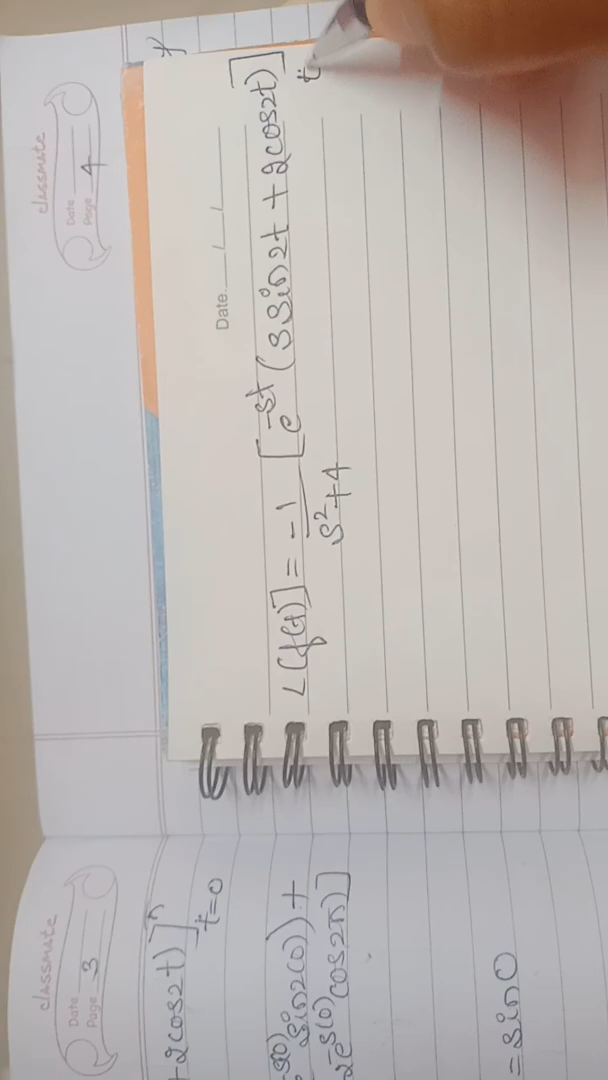 classmate
Date
Page 4
Date
L[f(t)] = -1/(s²+4) [e^-st (s sin2t + 2cos2t)]t
classmate
Date
Page 3
+2cos2t)]π t=0
sin2(0)) +
2e^-s(0) cos2π)]
= sin0